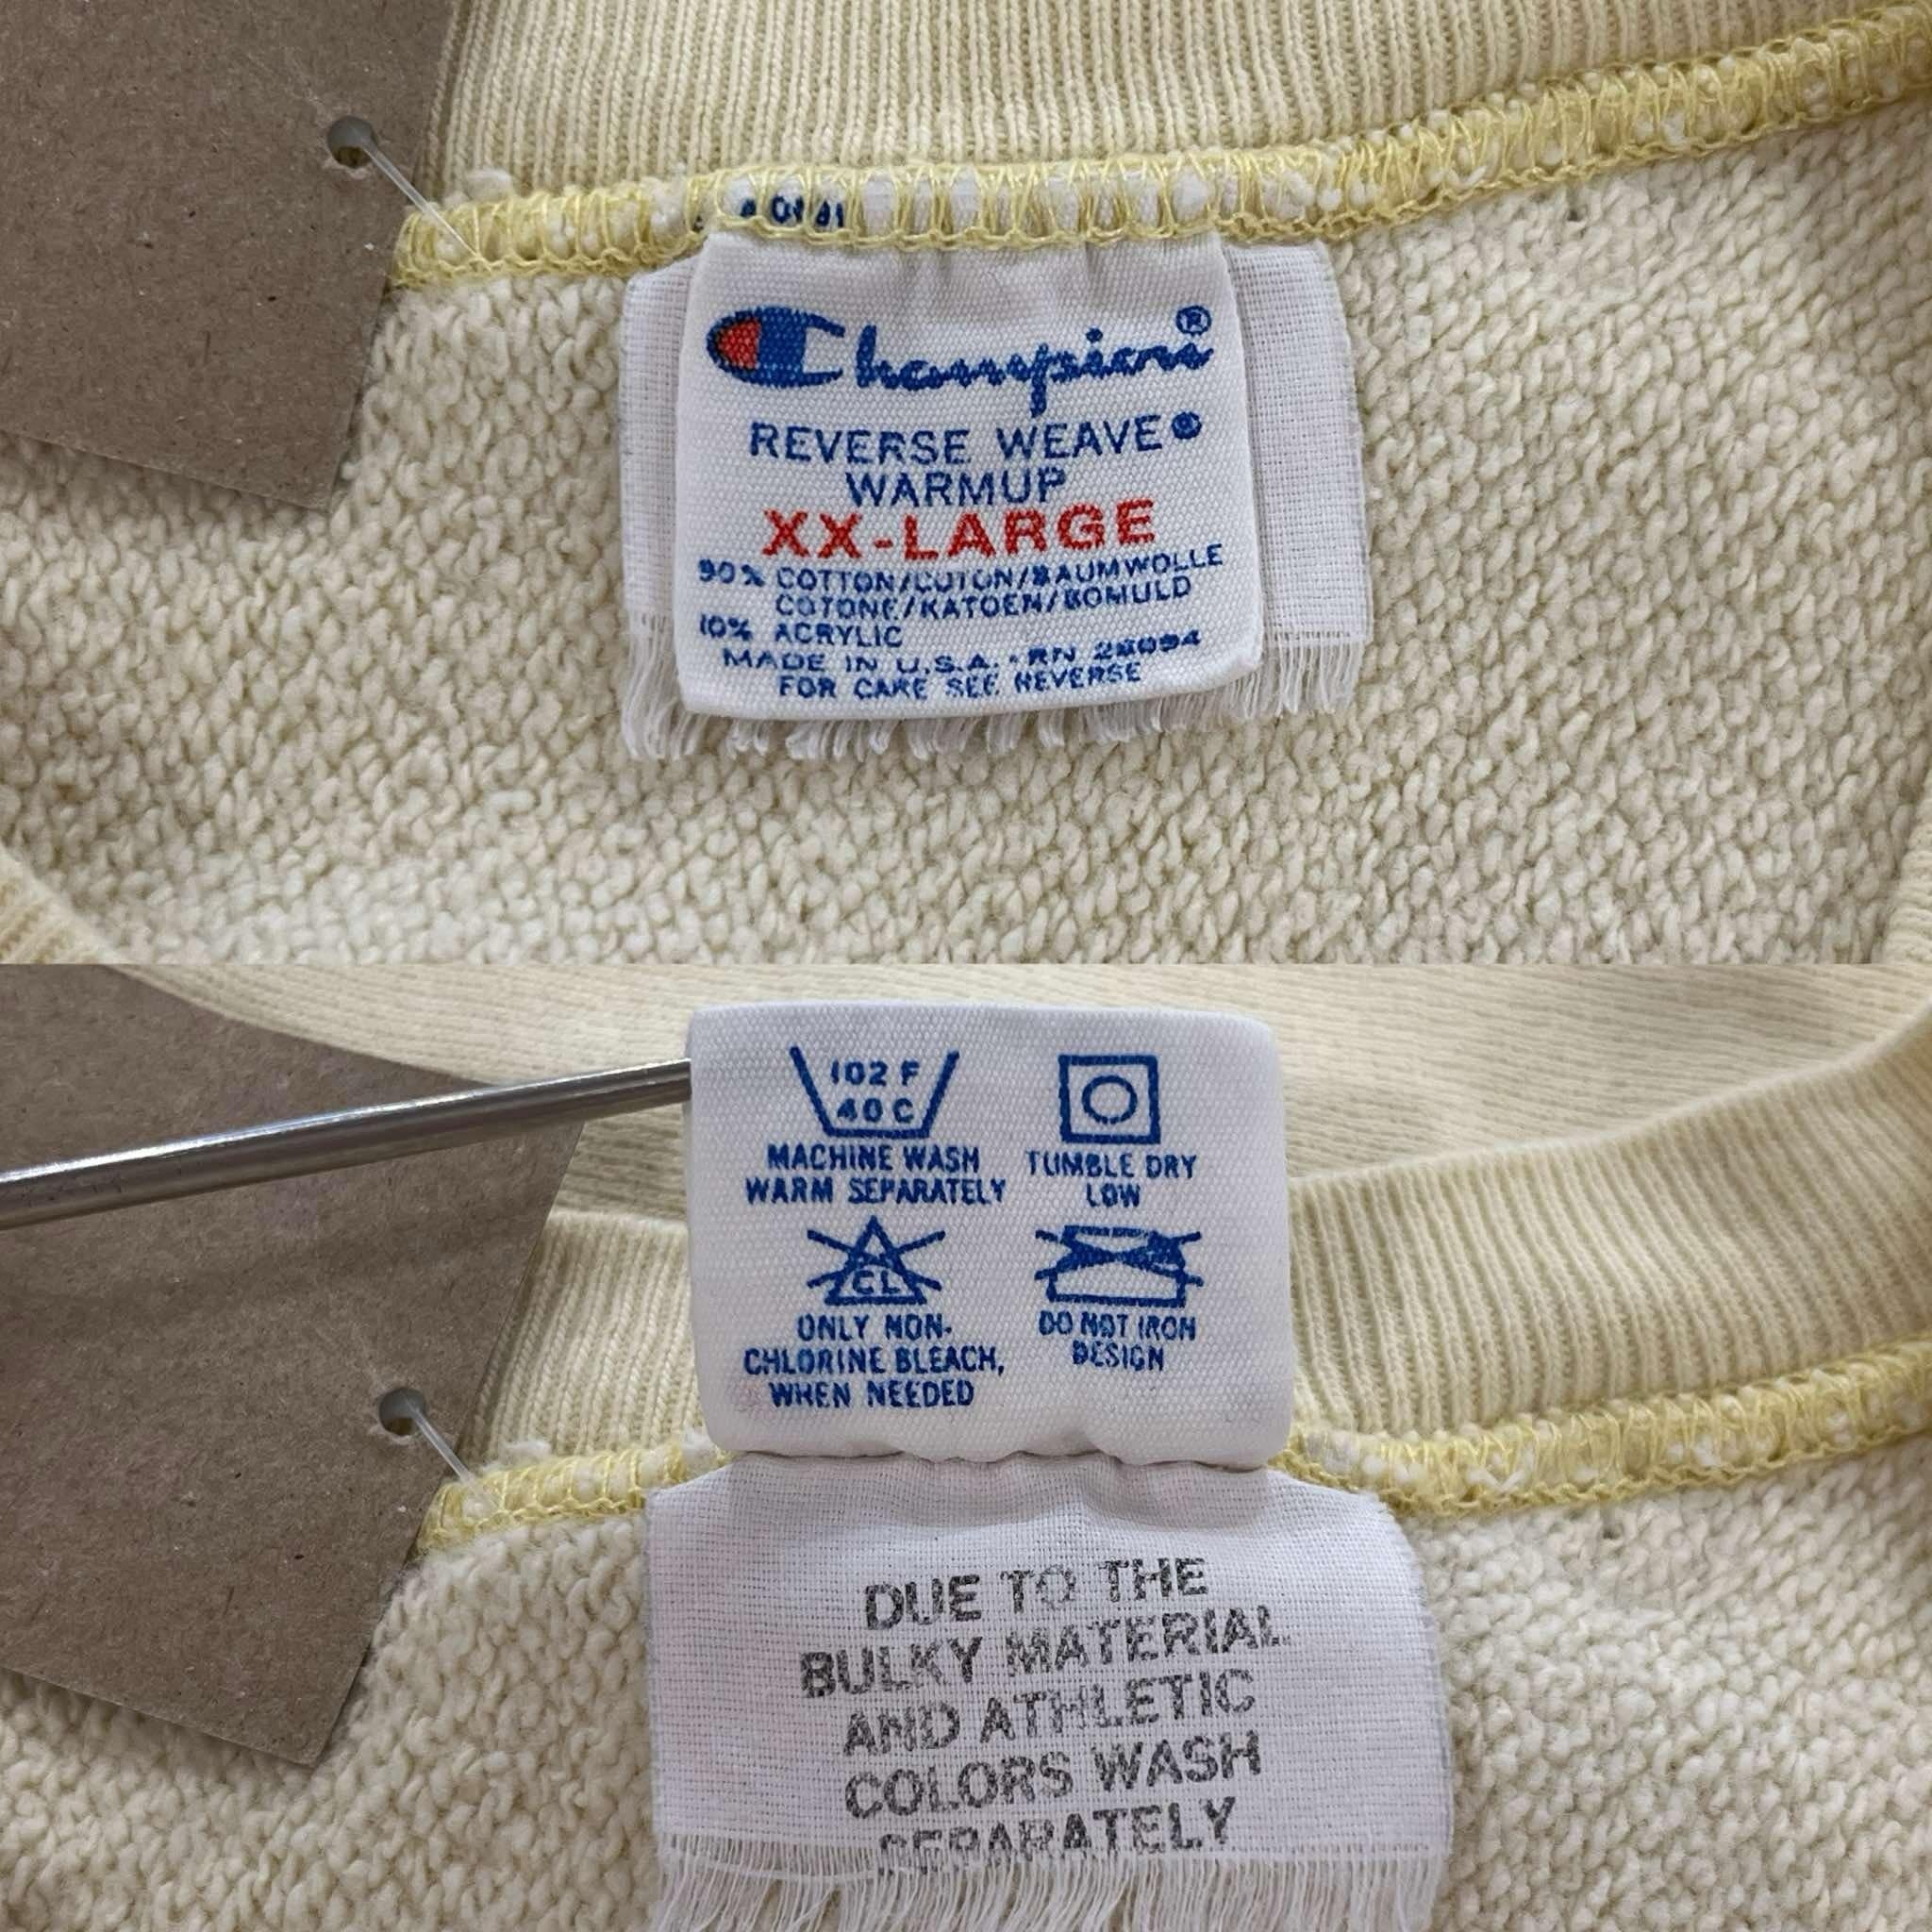 Champion®
REVERSE WEAVE®
WARMUP
XX-LARGE
90% COTTON/COTON/BAUMWOLLE
COTONE/KATOEN/BOMULD
10% ACRYLIC
MADE IN U.S.A. · RN 26094
FOR CARE SEE REVERSE
102 F
40 C
MACHINE WASH
WARM SEPARATELY
TUMBLE DRY
LOW
CL
ONLY NON-
CHLORINE BLEACH,
WHEN NEEDED
DO NOT IRON
DESIGN
DUE TO THE
BULKY MATERIAL
AND ATHLETIC
COLORS WASH
SEPARATELY